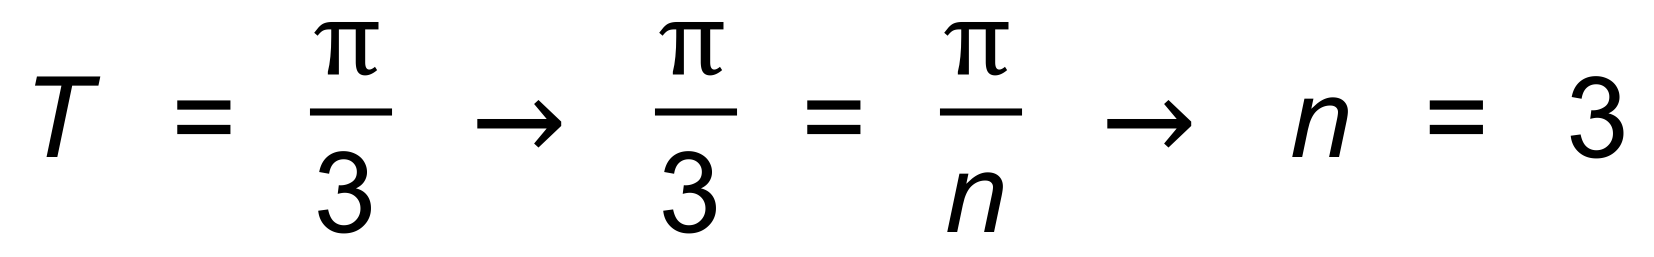 T = π/3 → π/3 = π/n → n = 3